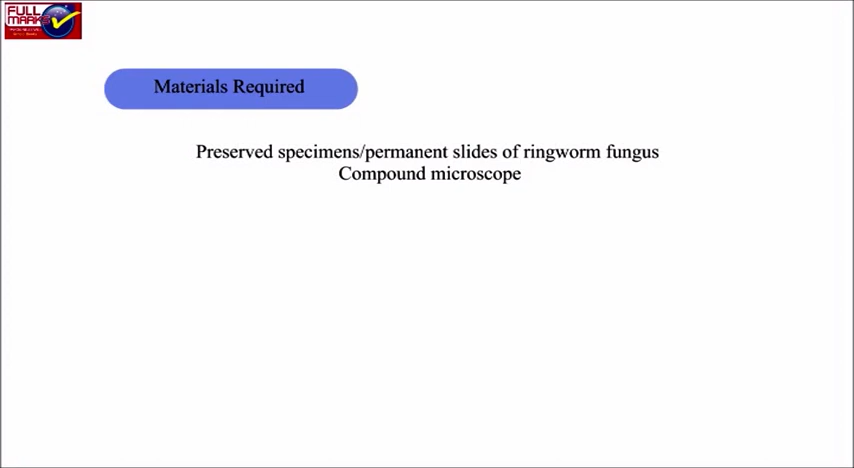 FULL
MARKS
Materials Required
Preserved specimens/permanent slides of ringworm fungus
Compound microscope